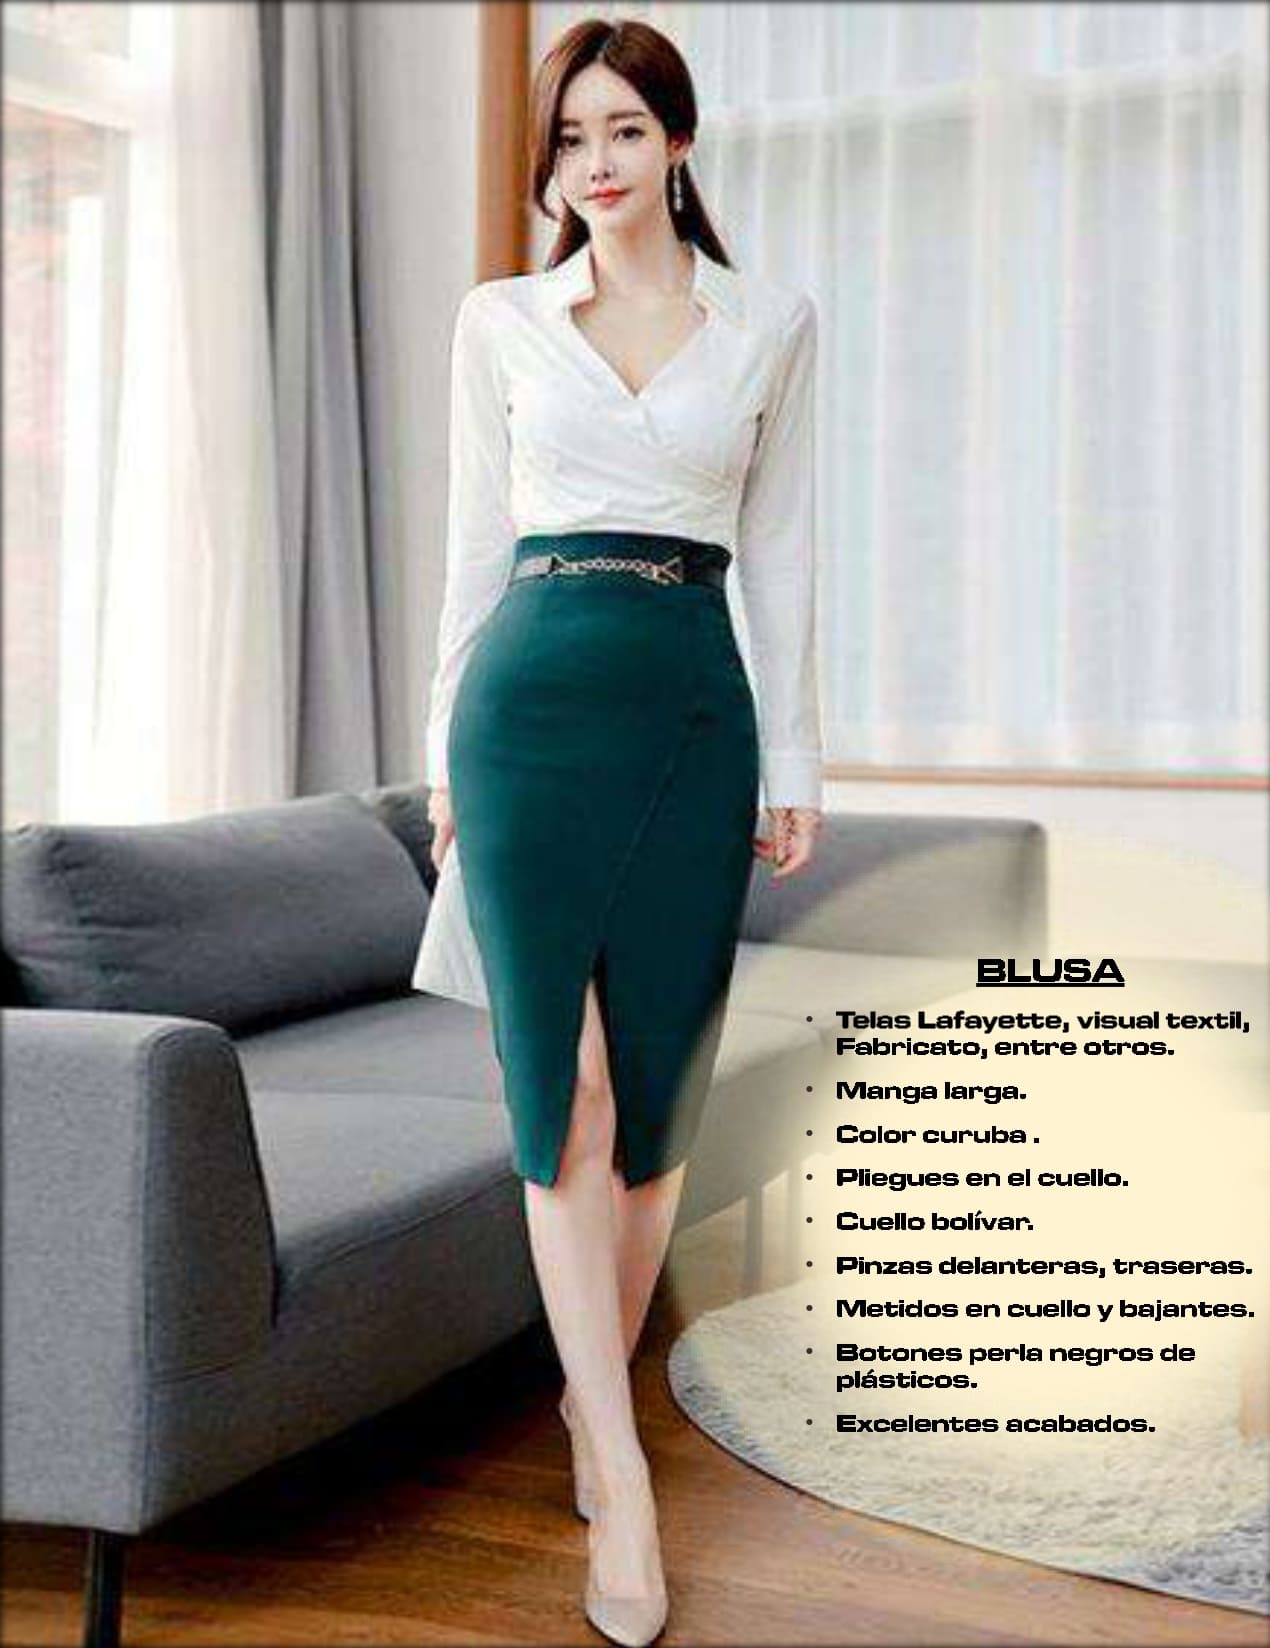 BLUSA
• Telas Lafayette, visual textil,
Fabricato, entre otros.
• Manga larga.
• Color curuba .
• Pliegues en el cuello.
• Cuello bolívar.
• Pinzas delanteras, traseras.
• Metidos en cuello y bajantes.
• Botones perla negros de
plásticos.
• Excelentes acabados.